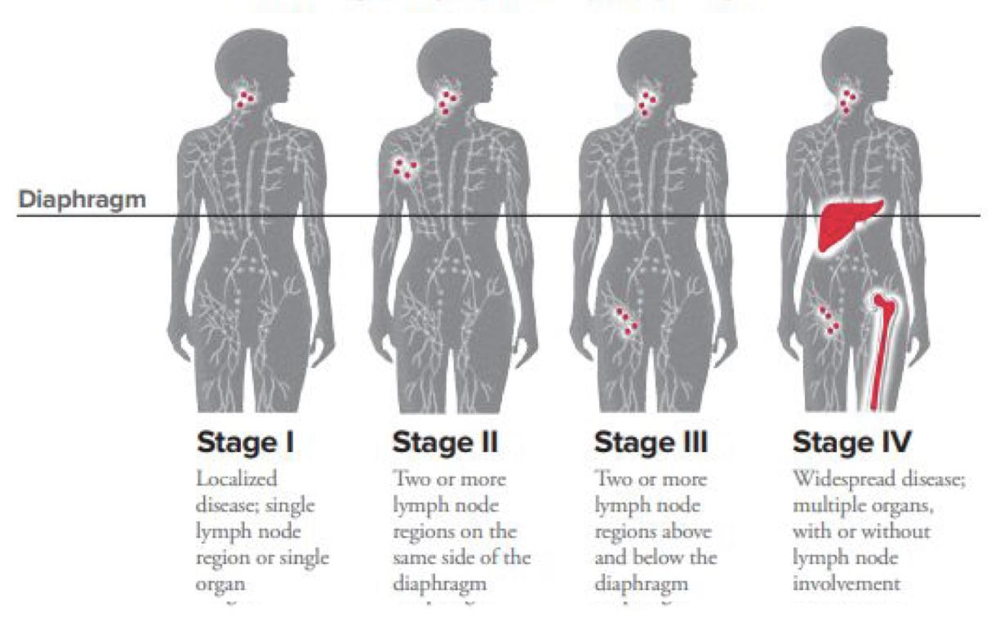 Diaphragm
Stage I
Localized
disease; single
lymph node
region or single
organ
Stage II
Two or more
lymph node
regions on the
same side of the
diaphragm
Stage III
Two or more
lymph node
regions above
and below the
diaphragm
Stage IV
Widespread disease;
multiple organs,
with or without
lymph node
involvement